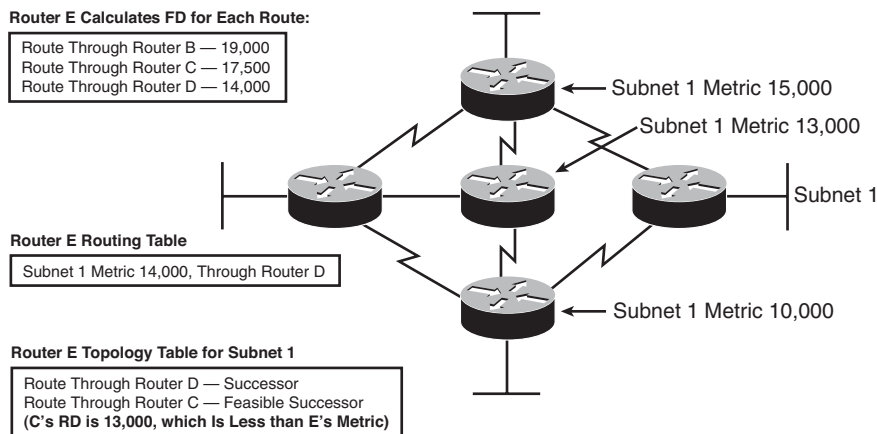 Router E Calculates FD for Each Route:
Route Through Router B — 19,000
Route Through Router C — 17,500
Route Through Router D — 14,000
Subnet 1 Metric 15,000
Subnet 1 Metric 13,000
Subnet 1
Router E Routing Table
Subnet 1 Metric 14,000, Through Router D
Subnet 1 Metric 10,000
Router E Topology Table for Subnet 1
Route Through Router D — Successor
Route Through Router C — Feasible Successor
(C’s RD is 13,000, which Is Less than E’s Metric)